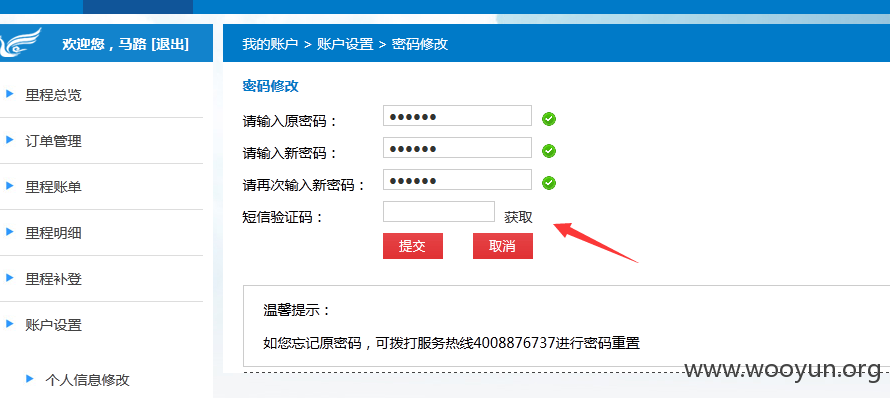 欢迎您，马路 [退出]
我的账户 > 账户设置 > 密码修改
里程总览
订单管理
里程账单
里程明细
里程补登
账户设置
个人信息修改
密码修改
请输入原密码：
请输入新密码：
请再次输入新密码：
短信验证码：
获取
提交
取消
温馨提示：
如您忘记原密码，可拨打服务热线4008876737进行密码重置
www.wooyun.org